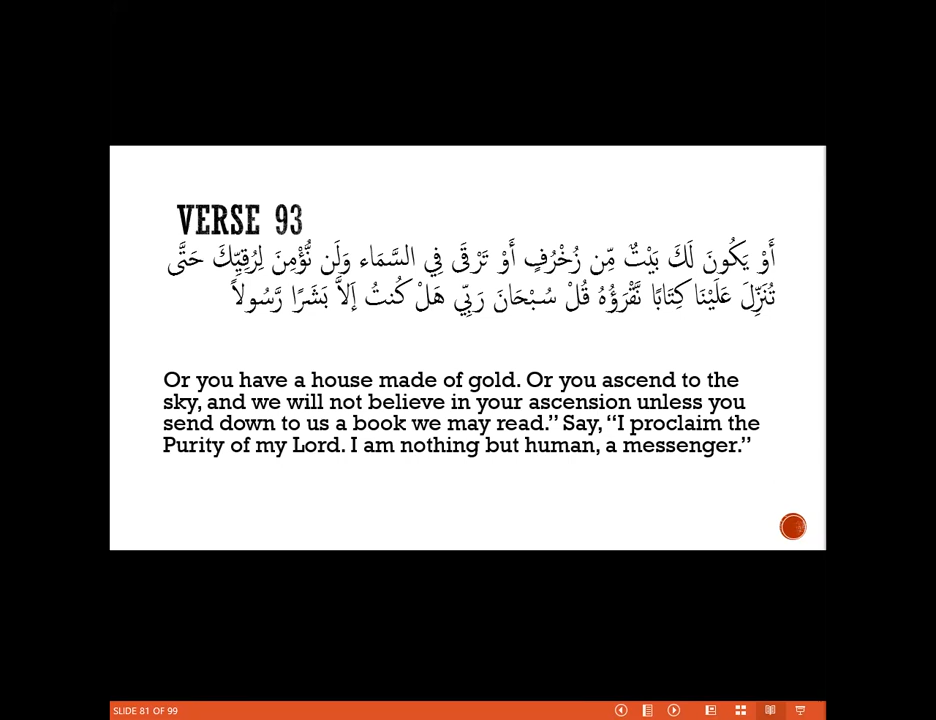 VERSE 93
أَوْ يَكُونَ لَكَ بَيْتٌ مِّن زُخْرُفٍ أَوْ تَرْقَى فِي السَّمَاء وَلَن نُّؤْمِنَ لِرُقِيِّكَ حَتَّى
تُنَزِّلَ عَلَيْنَا كِتَابًا نَّقْرَؤُهُ قُلْ سُبْحَانَ رَبِّي هَلْ كُنتُ إَلاَّ بَشَرًا رَّسُولاً
Or you have a house made of gold. Or you ascend to the
sky, and we will not believe in your ascension unless you
send down to us a book we may read.” Say, “I proclaim the
Purity of my Lord. I am nothing but human, a messenger.”
SLIDE 81 OF 99